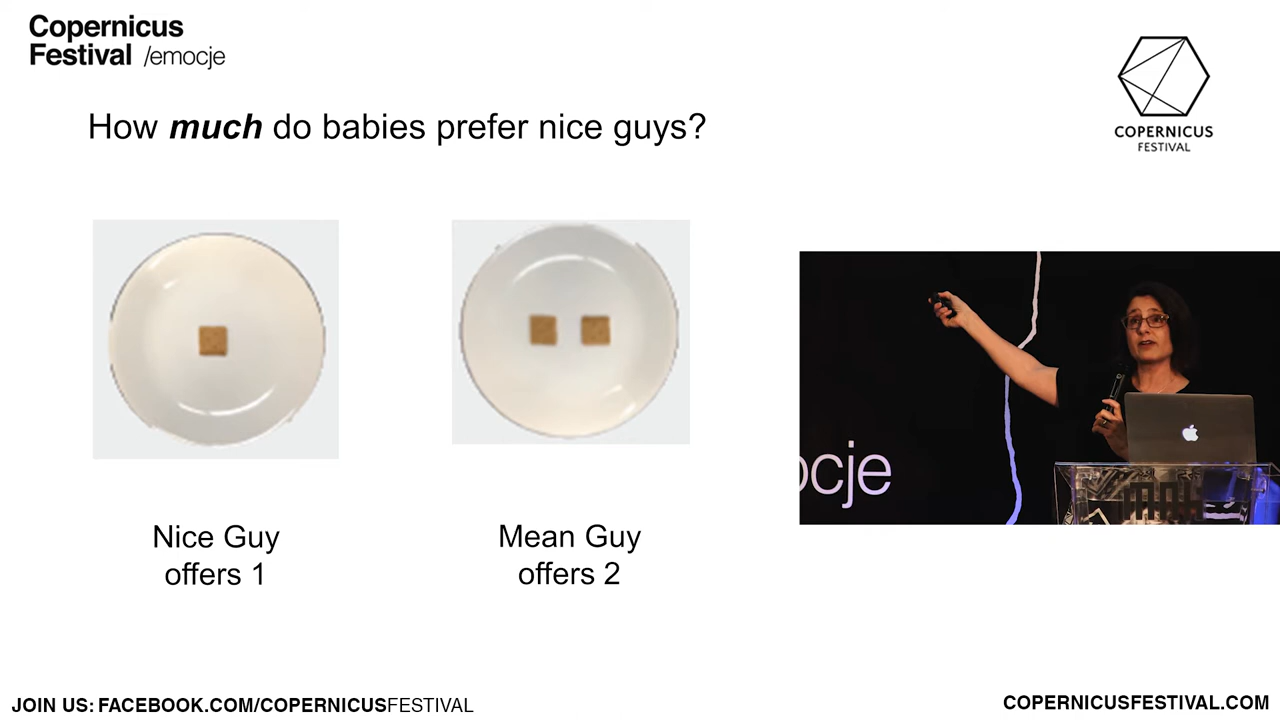 Copernicus
Festival /emocje
COPERNICUS
FESTIVAL
How much do babies prefer nice guys?
ocje
Nice Guy
offers 1
Mean Guy
offers 2
JOIN US: FACEBOOK.COM/COPERNICUSFESTIVAL
COPERNICUSFESTIVAL.COM